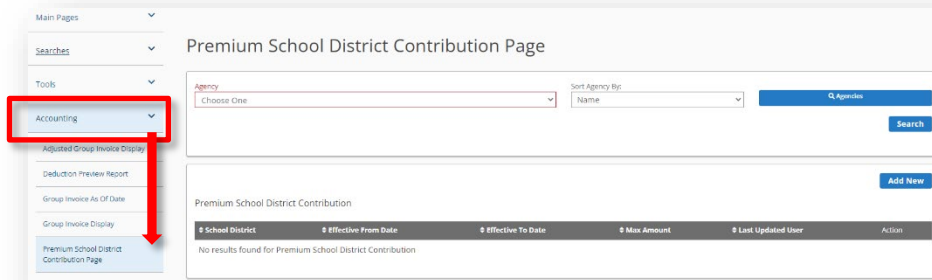 Main Pages
Searches
Tools
Accounting
Adjusted Group Invoice Display
Deduction Preview Report
Group Invoice As Of Date
Group Invoice Display
Premium School District
Contribution Page
Premium School District Contribution Page
Agency
Choose One
Sort Agency By:
Name
Agencies
Search
Add New
Premium School District Contribution
School District Effective From Date Effective To Date Max Amount Last Updated User Action
No results found for Premium School District Contribution